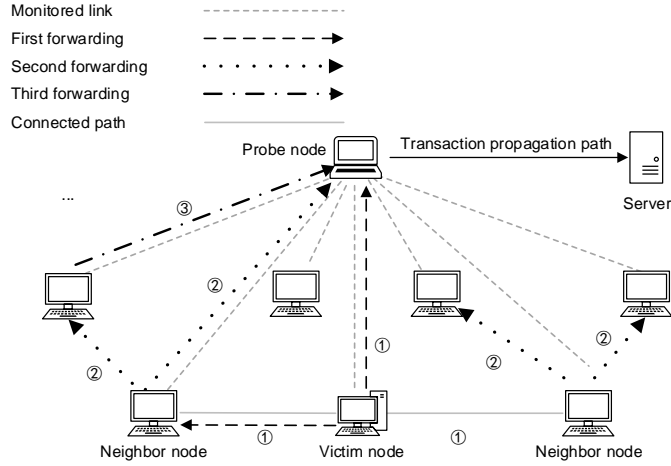 Monitored link
First forwarding
Second forwarding
Third forwarding
Connected path
Probe node
Transaction propagation path
Server
...
③
②
①
②
②
②
①
①
Neighbor node
Victim node
Neighbor node